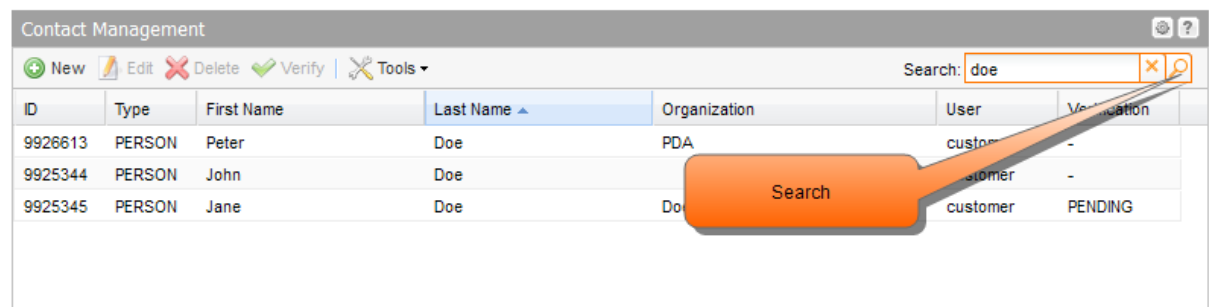 Contact Management ?
New Edit Delete Verify Tools Search: doe
ID Type First Name Last Name Organization User
9926613 PERSON Peter Doe PDA -
9925344 PERSON John Doe -
9925345 PERSON Jane Doe customer PENDING
Search